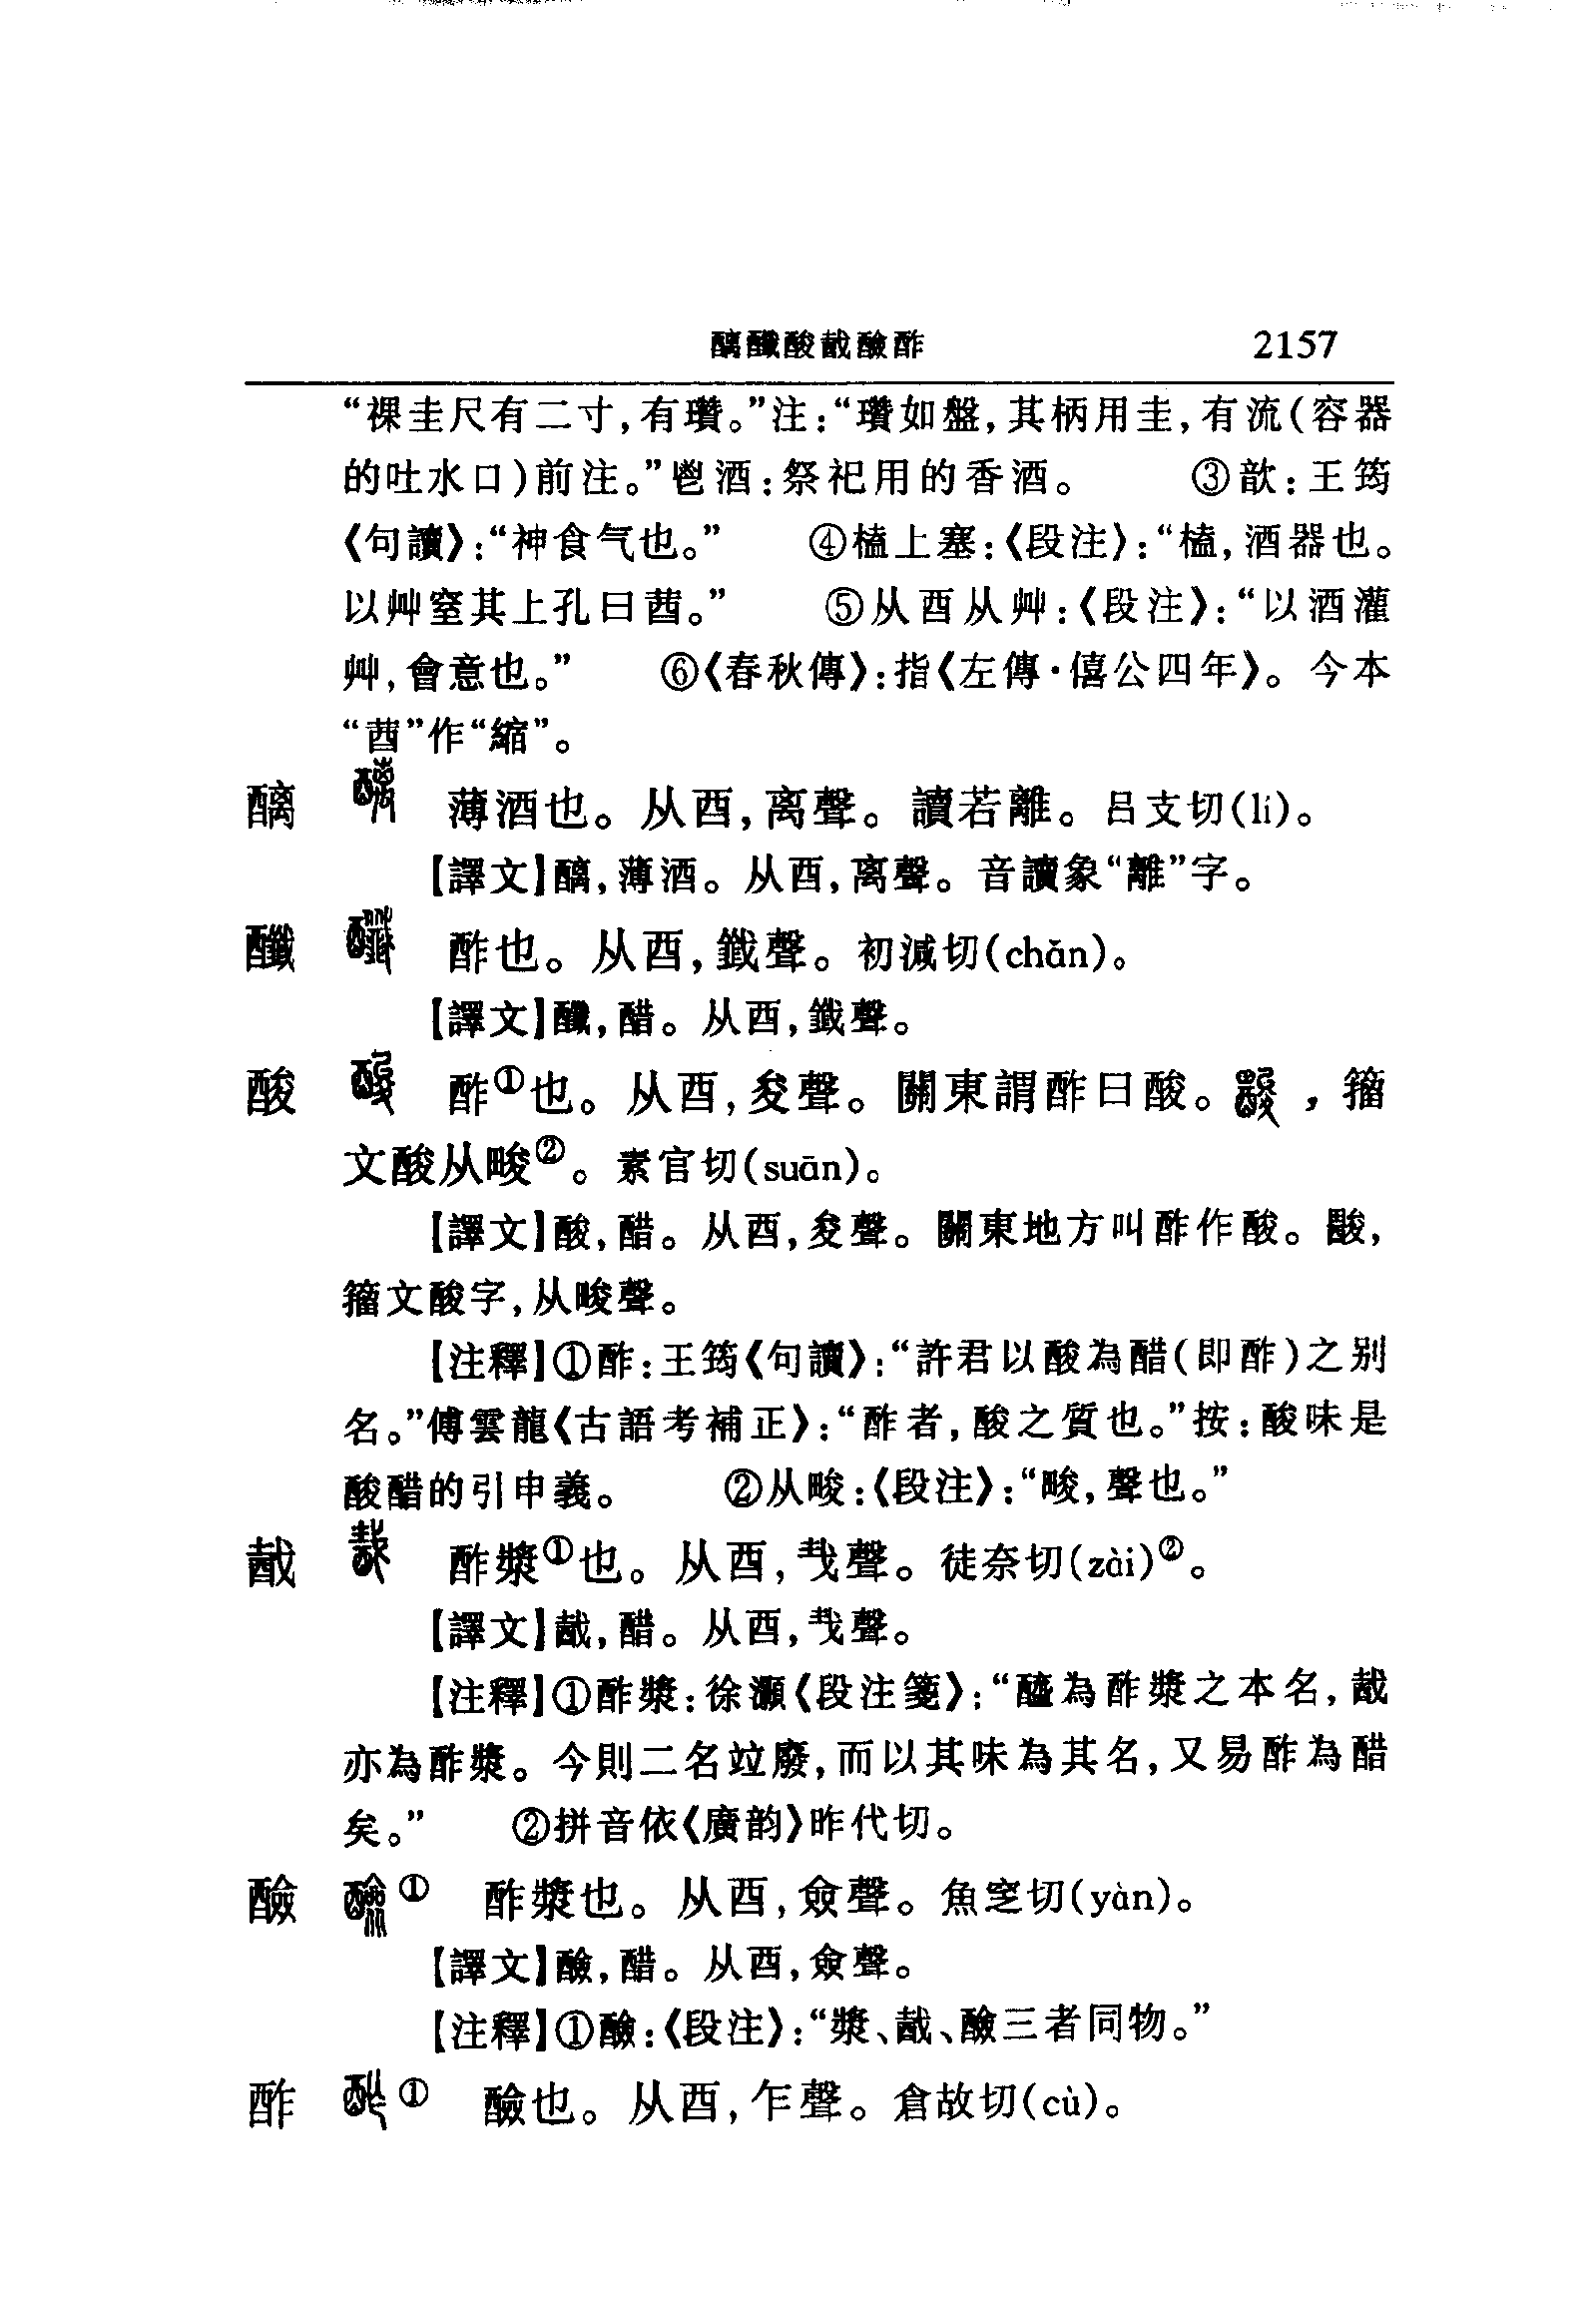 醨䤘酸酨醶酢 2157
“祼圭尺有二寸,有瓚。”注:“瓚如盤,其柄用圭,有流(容器
的吐水口)前注。”鬯酒:祭祀用的香酒。 ③歆:王筠
《句讀》:“神食气也。” ④榼上塞:《段注》:“榼,酒器也。
以艸窒其上孔曰莤。” ⑤从酉从艸:《段注》:“以酒灌
艸,會意也。” ⑥《春秋傳》:指《左傳·僖公四年》。今本
“莤”作“縮”。
醨 薄酒也。从酉,离聲。讀若離。吕支切(lí)。
【譯文】醨,薄酒。从酉,离聲。音讀象“離”字。
䤘 酢也。从酉,韱聲。初減切(chǎn)。
【譯文】䤘,醋。从酉,韱聲。
酸 酢①也。从酉,夋聲。關東謂酢曰酸。,籀
文酸从畯②。素官切(suān)。
【譯文】酸,醋。从酉,夋聲。關東地方叫酢作酸。,
籀文酸字,从畯聲。
【注釋】①酢:王筠《句讀》:“許君以酸為醋(即酢)之别
名。”傅雲龍《古語考補正》:“酢者,酸之質也。”按:酸味是
酸醋的引申義。 ②从畯:《段注》:“畯,聲也。”
酨 酢漿①也。从酉,𢦏聲。徒奈切(zài)②。
【譯文】酨,醋。从酉,𢦏聲。
【注釋】①酢漿:徐灝《段注箋》:“醯為酢漿之本名,酨
亦為酢漿。今則二名竝廢,而以其味為其名,又易酢為醋
矣。” ②拼音依《廣韵》昨代切。
醶 ① 酢漿也。从酉,僉聲。魚窆切(yàn)。
【譯文】醶,醋。从酉,僉聲。
【注釋】①醶:《段注》:“漿、酨、醶三者同物。”
酢 ① 醶也。从酉,乍聲。倉故切(cù)。